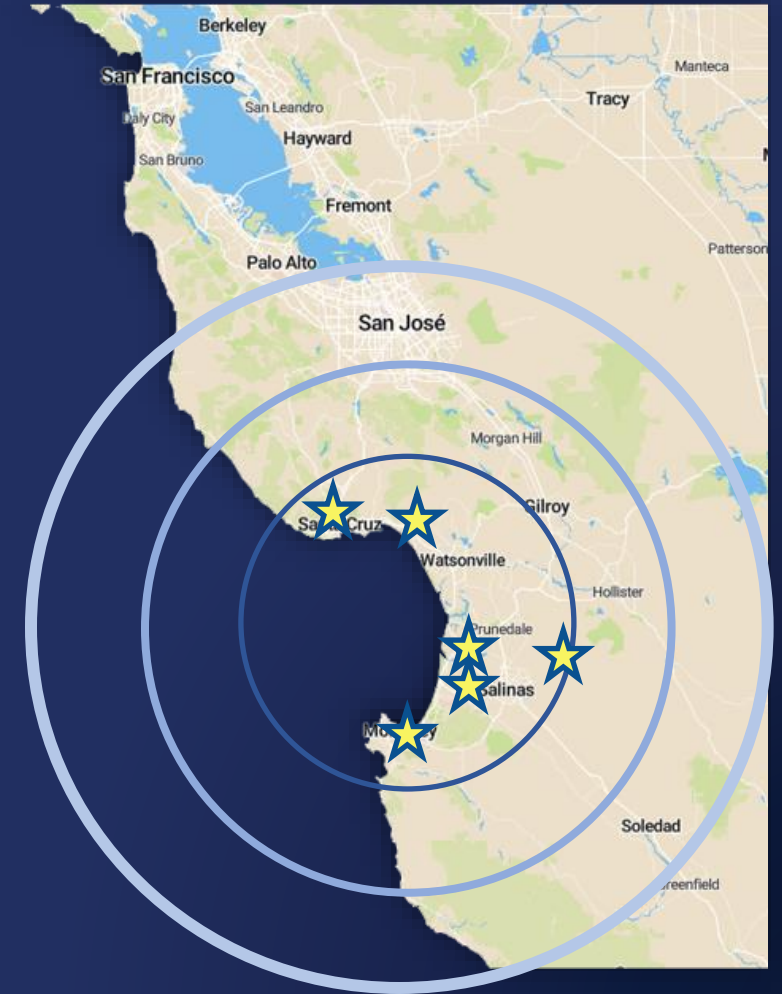 Berkeley
San Francisco
Manteca
Tracy
San Leandro
Daly City
Hayward
San Bruno
Fremont
Patterson
Palo Alto
San José
Morgan Hill
Gilroy
Watsonville
Hollister
Prunedale
Salinas
Soledad